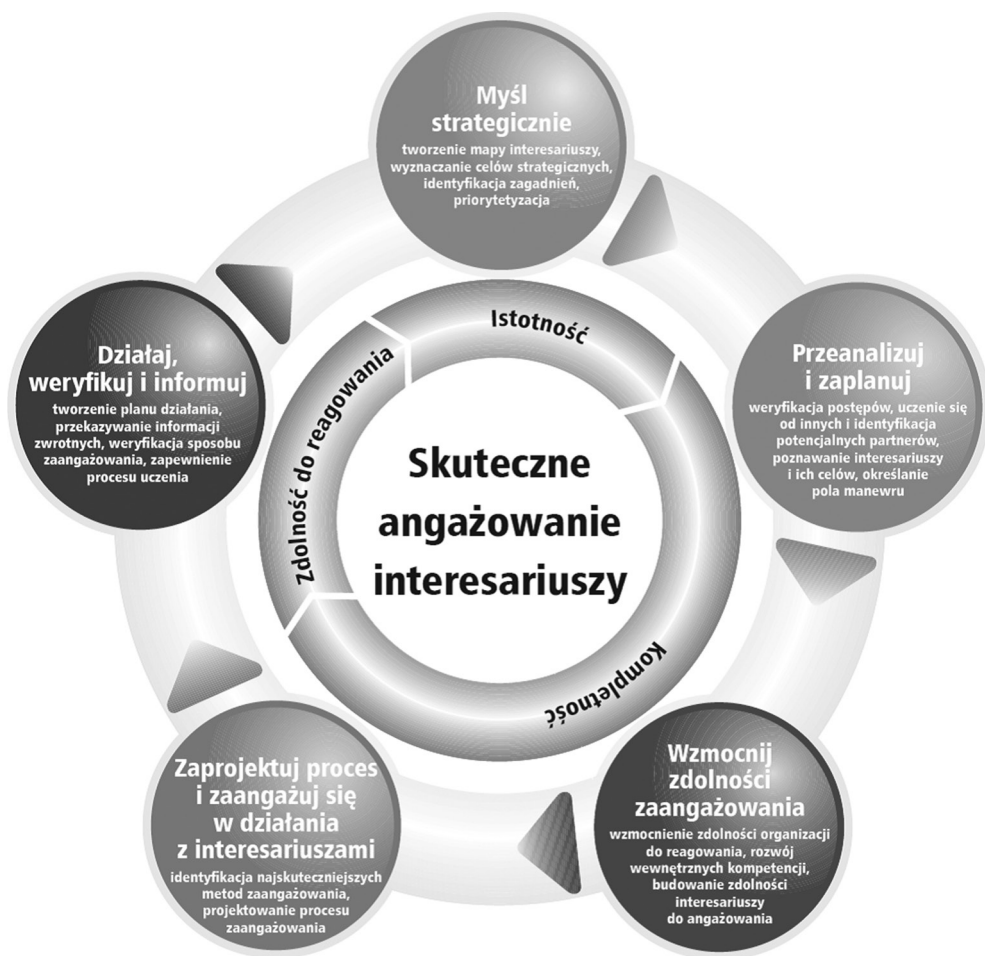 Myśl
strategicznie
tworzenie mapy interesariuszy,
wyznaczanie celów strategicznych,
identyfikacja zagadnień,
priorytetyzacja
Przeanalizuj
i zaplanuj
weryfikacja postępów, uczenie się
od innych i identyfikacja
potencjalnych partnerów,
poznawanie interesariuszy
i ich celów, określanie
pola manewru
Wzmocnij
zdolności
zaangażowania
wzmocnienie zdolności organizacji
do reagowania, rozwój
wewnętrznych kompetencji,
budowanie zdolności
interesariuszy
do angażowania
Zaprojektuj proces
i zaangażuj się
w działania
z interesariuszami
identyfikacja najskuteczniejszych
metod zaangażowania,
projektowanie procesu
zaangażowania
Działaj,
weryfikuj i informuj
tworzenie planu działania,
przekazywanie informacji
zwrotnych, weryfikacja sposobu
zaangażowania, zapewnienie
procesu uczenia
Istotność
Kompletność
Zdolność do reagowania
Skuteczne
angażowanie
interesariuszy